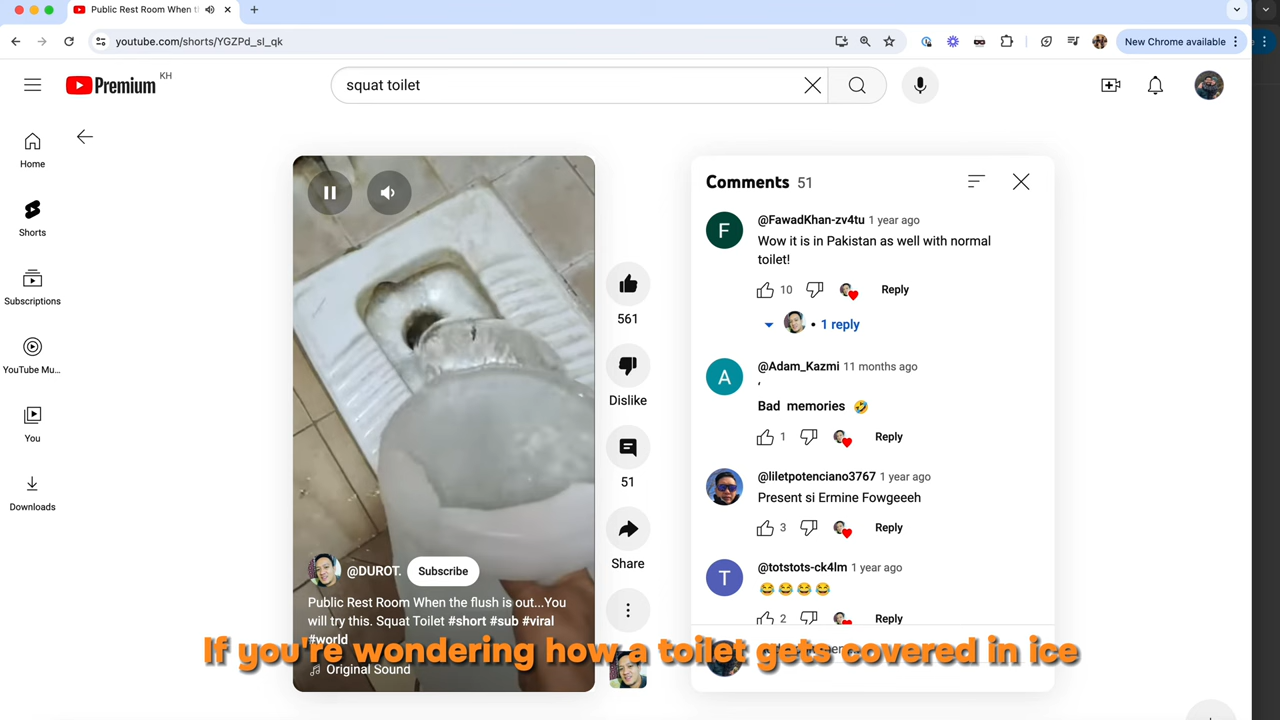 Public Rest Room When t
youtube.com/shorts/YGZPd_sl_qk
New Chrome available
Premium
KH
squat toilet
Home
Shorts
Subscriptions
YouTube Mu...
You
Downloads
@DUROT.
Subscribe
Public Rest Room When the flush is out...You
will try this. Squat Toilet #short #sub #viral
#world
Original Sound
561
Dislike
51
Share
Comments 51
F
@FawadKhan-zv4tu 1 year ago
Wow it is in Pakistan as well with normal
toilet!
10
Reply
• 1 reply
A
@Adam_Kazmi 11 months ago
,
Bad memories 🤣
1
Reply
@liletpotenciano3767 1 year ago
Present si Ermine Fowgeeeh
3
Reply
T
@totstots-ck4lm 1 year ago
😂😂😂😂
2
Reply
If you're wondering how a toilet gets covered in ice